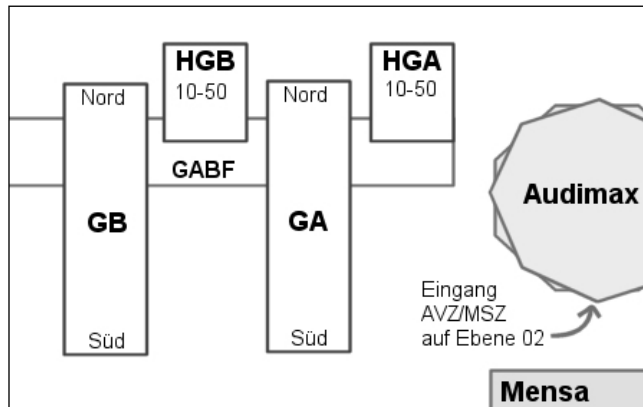 HGB
10-50
HGA
10-50
Nord
Nord
GABF
Audimax
GB
GA
Eingang
AVZ/MSZ
auf Ebene 02
Süd
Süd
Mensa